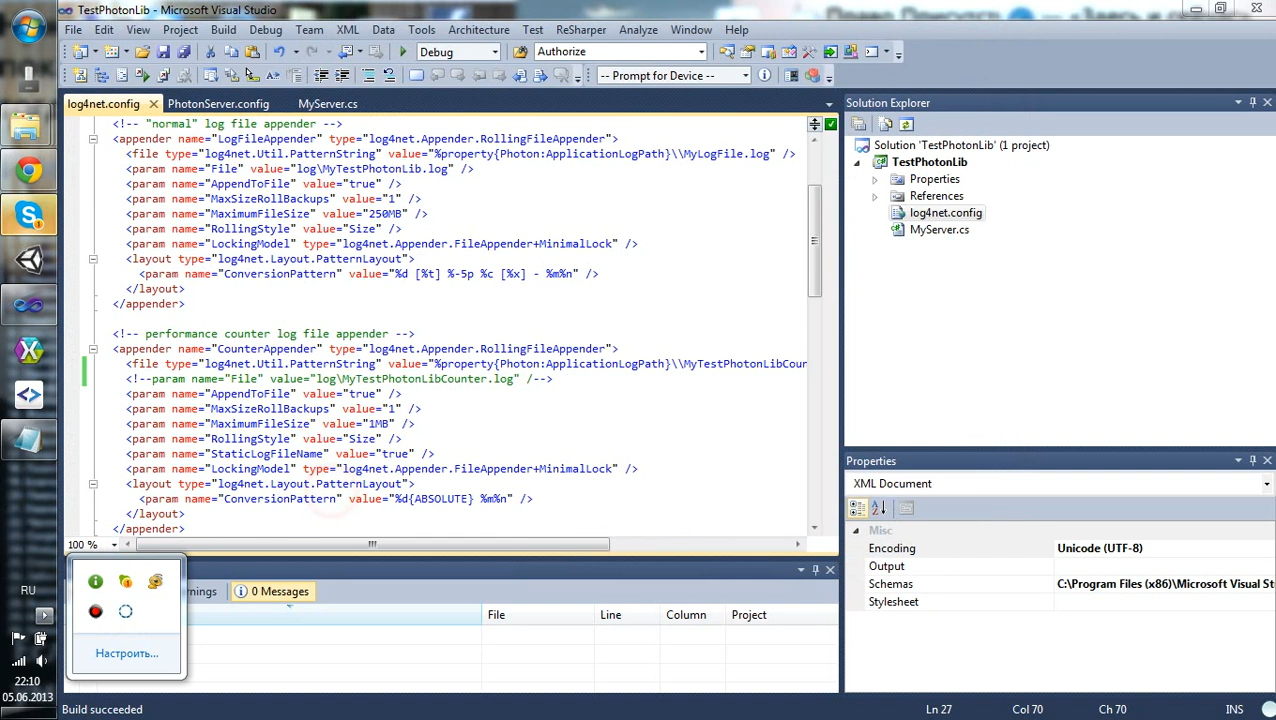 TestPhotonLib - Microsoft Visual Studio
File Edit View Project Build Debug Team XML Data Tools Architecture Test ReSharper Analyze Window Help
Debug Authorize
-- Prompt for Device --
log4net.config PhotonServer.config MyServer.cs
<!-- "normal" log file appender -->
<appender name="LogFileAppender" type="log4net.Appender.RollingFileAppender">
<file type="log4net.Util.PatternString" value="%property{Photon:ApplicationLogPath}\\MyLogFile.log" />
<param name="File" value="log\MyTestPhotonLib.log" />
<param name="AppendToFile" value="true" />
<param name="MaxSizeRollBackups" value="1" />
<param name="MaximumFileSize" value="250MB" />
<param name="RollingStyle" value="Size" />
<param name="LockingModel" type="log4net.Appender.FileAppender+MinimalLock" />
<layout type="log4net.Layout.PatternLayout">
<param name="ConversionPattern" value="%d [%t] %-5p %c [%x] - %m%n" />
</layout>
</appender>
<!-- performance counter log file appender -->
<appender name="CounterAppender" type="log4net.Appender.RollingFileAppender">
<file type="log4net.Util.PatternString" value="%property{Photon:ApplicationLogPath}\\MyTestPhotonLibCoun
<!--param name="File" value="log\MyTestPhotonLibCounter.log" /-->
<param name="AppendToFile" value="true" />
<param name="MaxSizeRollBackups" value="1" />
<param name="MaximumFileSize" value="1MB" />
<param name="RollingStyle" value="Size" />
<param name="StaticLogFileName" value="true" />
<param name="LockingModel" type="log4net.Appender.FileAppender+MinimalLock" />
<layout type="log4net.Layout.PatternLayout">
<param name="ConversionPattern" value="%d{ABSOLUTE} %m%n" />
</layout>
</appender>
100 %
Solution Explorer
Solution 'TestPhotonLib' (1 project)
TestPhotonLib
Properties
References
log4net.config
MyServer.cs
Properties
XML Document
Misc
Encoding Unicode (UTF-8)
Output
Schemas C:\Program Files (x86)\Microsoft Visual St
Stylesheet
nings 0 Messages
File Line Column Project
Настроить...
RU
22:10
05.06.2013
Build succeeded Ln 27 Col 70 Ch 70 INS